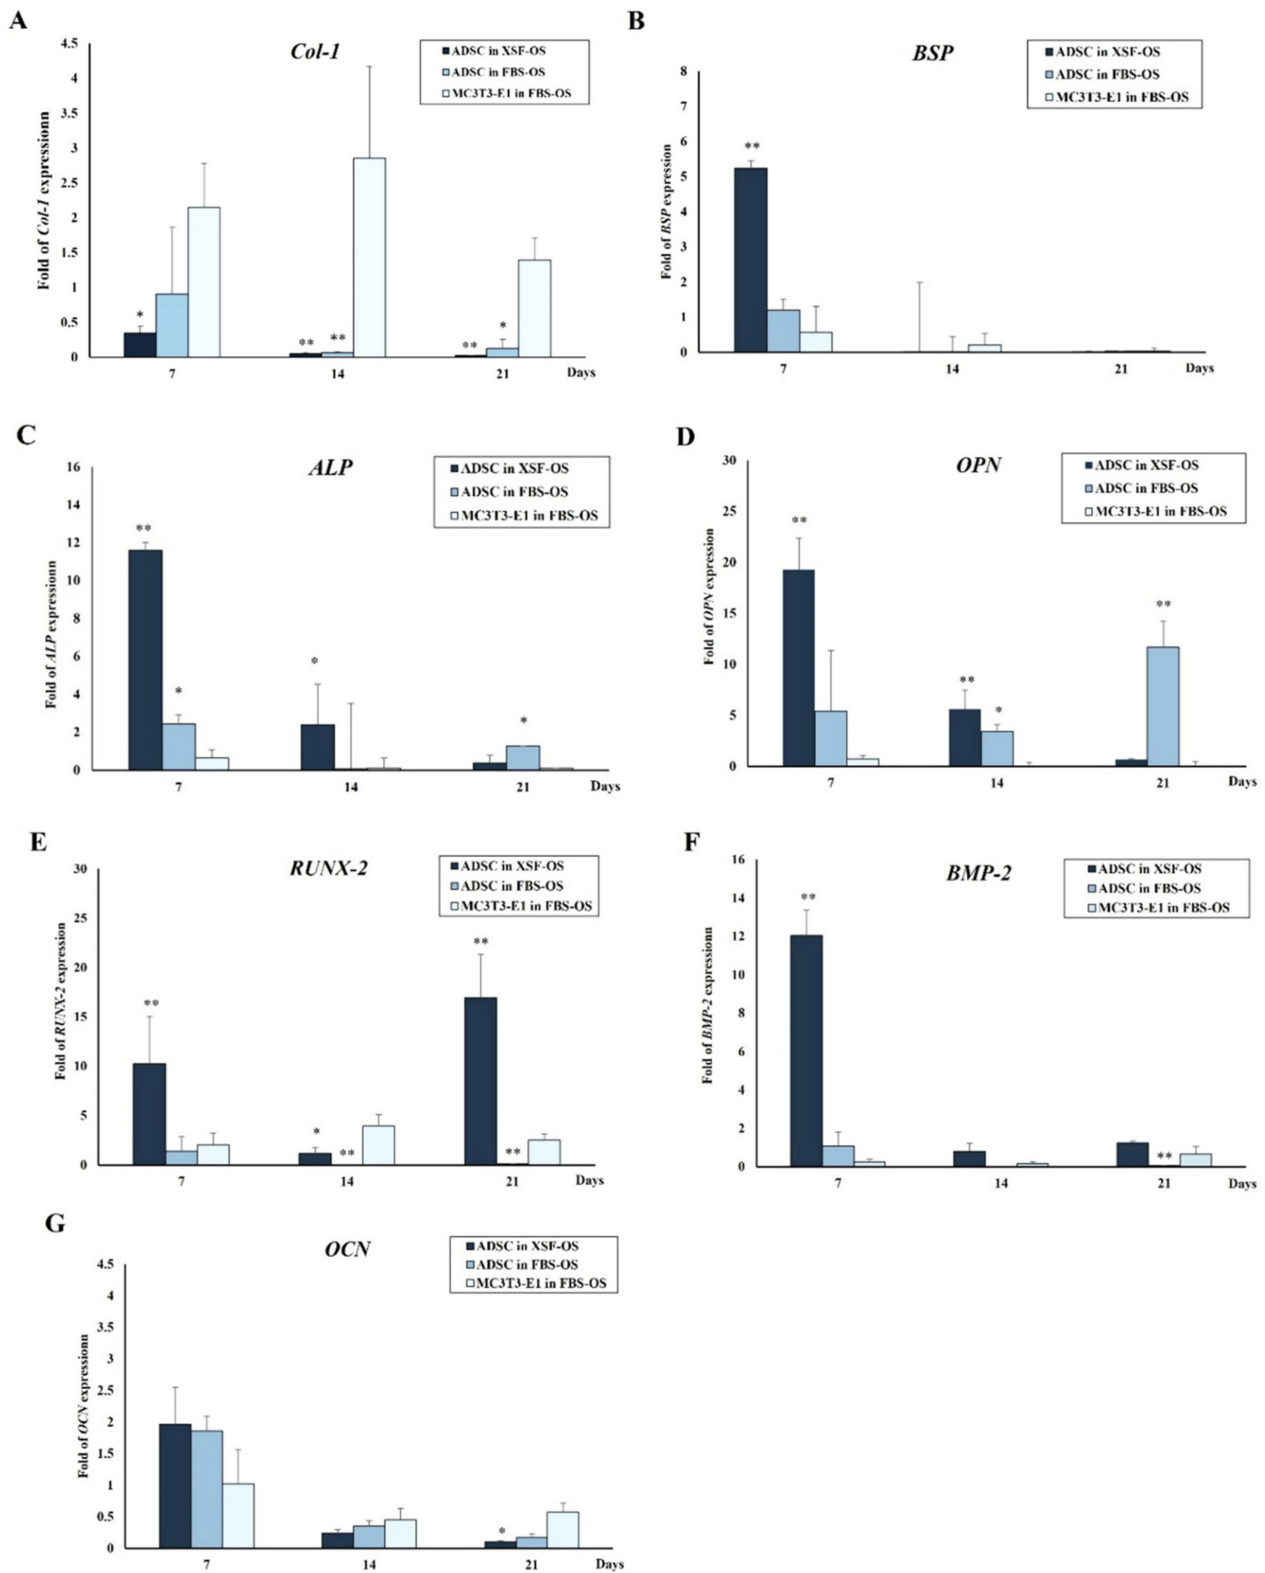 A
Col-1
ADSC in XSF-OS
ADSC in FBS-OS
MC3T3-E1 in FBS-OS
Fold of Col-1 expressionn
4.5
4
3.5
3
2.5
2
1.5
1
0.5
0
*
** **
** *
7 14 21 Days
B
BSP
ADSC in XSF-OS
ADSC in FBS-OS
MC3T3-E1 in FBS-OS
Fold of BSP expression
8
7
6
5
4
3
2
1
0
**
7 14 21 Days
C
ALP
ADSC in XSF-OS
ADSC in FBS-OS
MC3T3-E1 in FBS-OS
Fold of ALP expressionn
16
14
12
10
8
6
4
2
0
** *
*
*
7 14 21 Days
D
OPN
ADSC in XSF-OS
ADSC in FBS-OS
MC3T3-E1 in FBS-OS
Fold of OPN expression
30
25
20
15
10
5
0
**
** *
**
7 14 21 Days
E
RUNX-2
ADSC in XSF-OS
ADSC in FBS-OS
MC3T3-E1 in FBS-OS
Fold of RUNX-2 expression
30
25
20
15
10
5
0
**
* **
** **
7 14 21 Days
F
BMP-2
ADSC in XSF-OS
ADSC in FBS-OS
MC3T3-E1 in FBS-OS
Fold of BMP-2 expressionn
16
14
12
10
8
6
4
2
0
**
**
7 14 21 Days
G
OCN
ADSC in XSF-OS
ADSC in FBS-OS
MC3T3-E1 in FBS-OS
Fold of OCN expressionn
4.5
4
3.5
3
2.5
2
1.5
1
0.5
0
*
7 14 21 Days